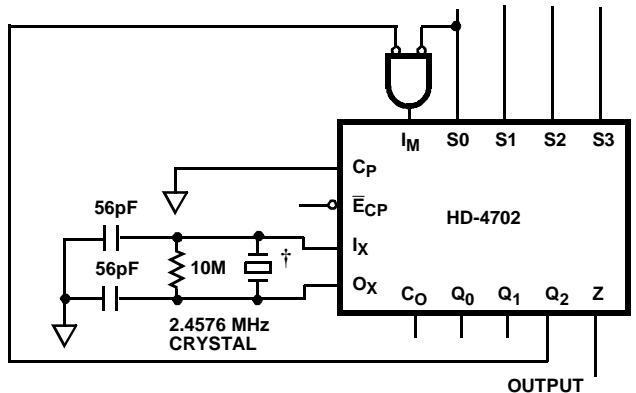 I_M S0 S1 S2 S3
C_P
E̅_CP
HD-4702
56pF
I_X
†
10M
56pF
O_X
C_O Q_0 Q_1 Q_2 Z
2.4576 MHz
CRYSTAL
OUTPUT